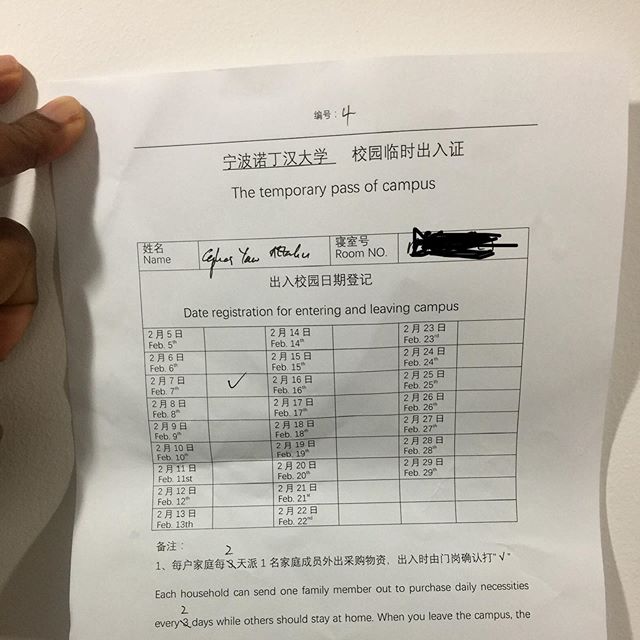 编号：4
宁波诺丁汉大学 校园临时出入证
The temporary pass of campus
姓名 寝室号
Name Room NO.
出入校园日期登记
Date registration for entering and leaving campus
2月5日 2月14日 2月23日
Feb. 5th Feb. 14th Feb. 23rd
2月6日 2月15日 2月24日
Feb. 6th Feb. 15th Feb. 24th
2月7日 ✓ 2月16日 2月25日
Feb. 7th Feb. 16th Feb. 25th
2月8日 2月17日 2月26日
Feb. 8th Feb. 17th Feb. 26th
2月9日 2月18日 2月27日
Feb. 9th Feb. 18th Feb. 27th
2月10日 2月19日 2月28日
Feb. 10th Feb. 19th Feb. 28th
2月11日 2月20日 2月29日
Feb. 11st Feb. 20th Feb. 29th
2月12日 2月21日
Feb. 12th Feb. 21st
2月13日 2月22日
Feb. 13th Feb. 22nd
备注：
1、每户家庭每2天派1名家庭成员外出采购物资，出入时由门岗确认打"√"
Each household can send one family member out to purchase daily necessities
every 2 days while others should stay at home. When you leave the campus, the